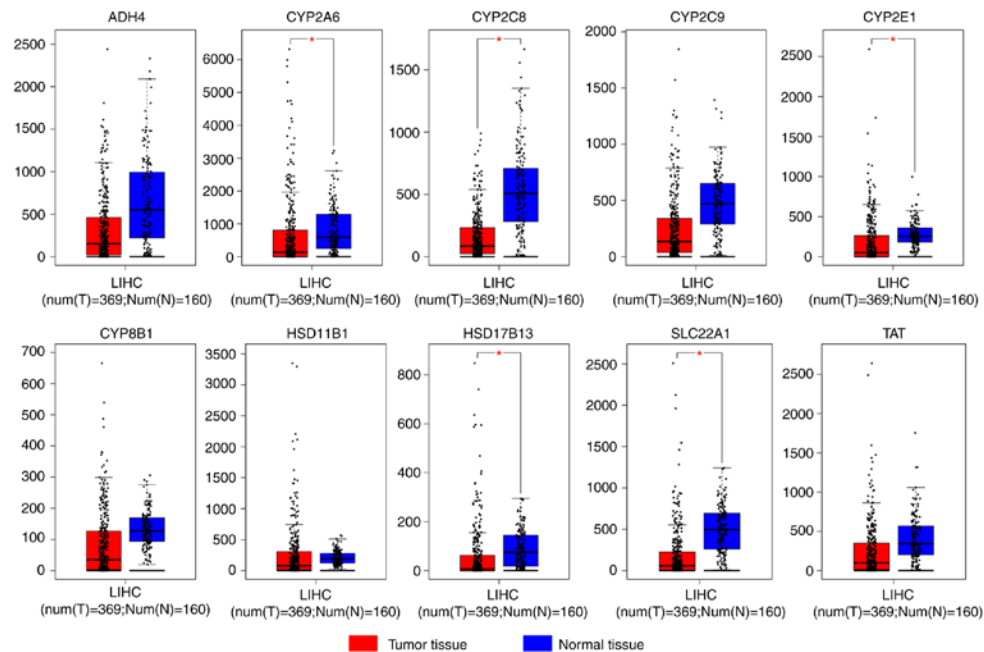 ADH4 CYP2A6 CYP2C8 CYP2C9 CYP2E1
2500 2000 1500 1000 500 0
6000 5000 4000 3000 2000 1000 0
1500 1000 500 0
2000 1500 1000 500 0
2500 2000 1500 1000 500 0
* * *
LIHC LIHC LIHC LIHC LIHC
(num(T)=369;Num(N)=160) (num(T)=369;Num(N)=160) (num(T)=369;Num(N)=160) (num(T)=369;Num(N)=160) (num(T)=369;Num(N)=160)
CYP8B1 HSD11B1 HSD17B13 SLC22A1 TAT
700 600 500 400 300 200 100 0
3500 3000 2500 2000 1500 1000 500 0
800 600 400 200 0
2500 2000 1500 1000 500 0
2500 2000 1500 1000 500 0
* *
LIHC LIHC LIHC LIHC LIHC
(num(T)=369;Num(N)=160) (num(T)=369;Num(N)=160) (num(T)=369;Num(N)=160) (num(T)=369;Num(N)=160) (num(T)=369;Num(N)=160)
Tumor tissue Normal tissue